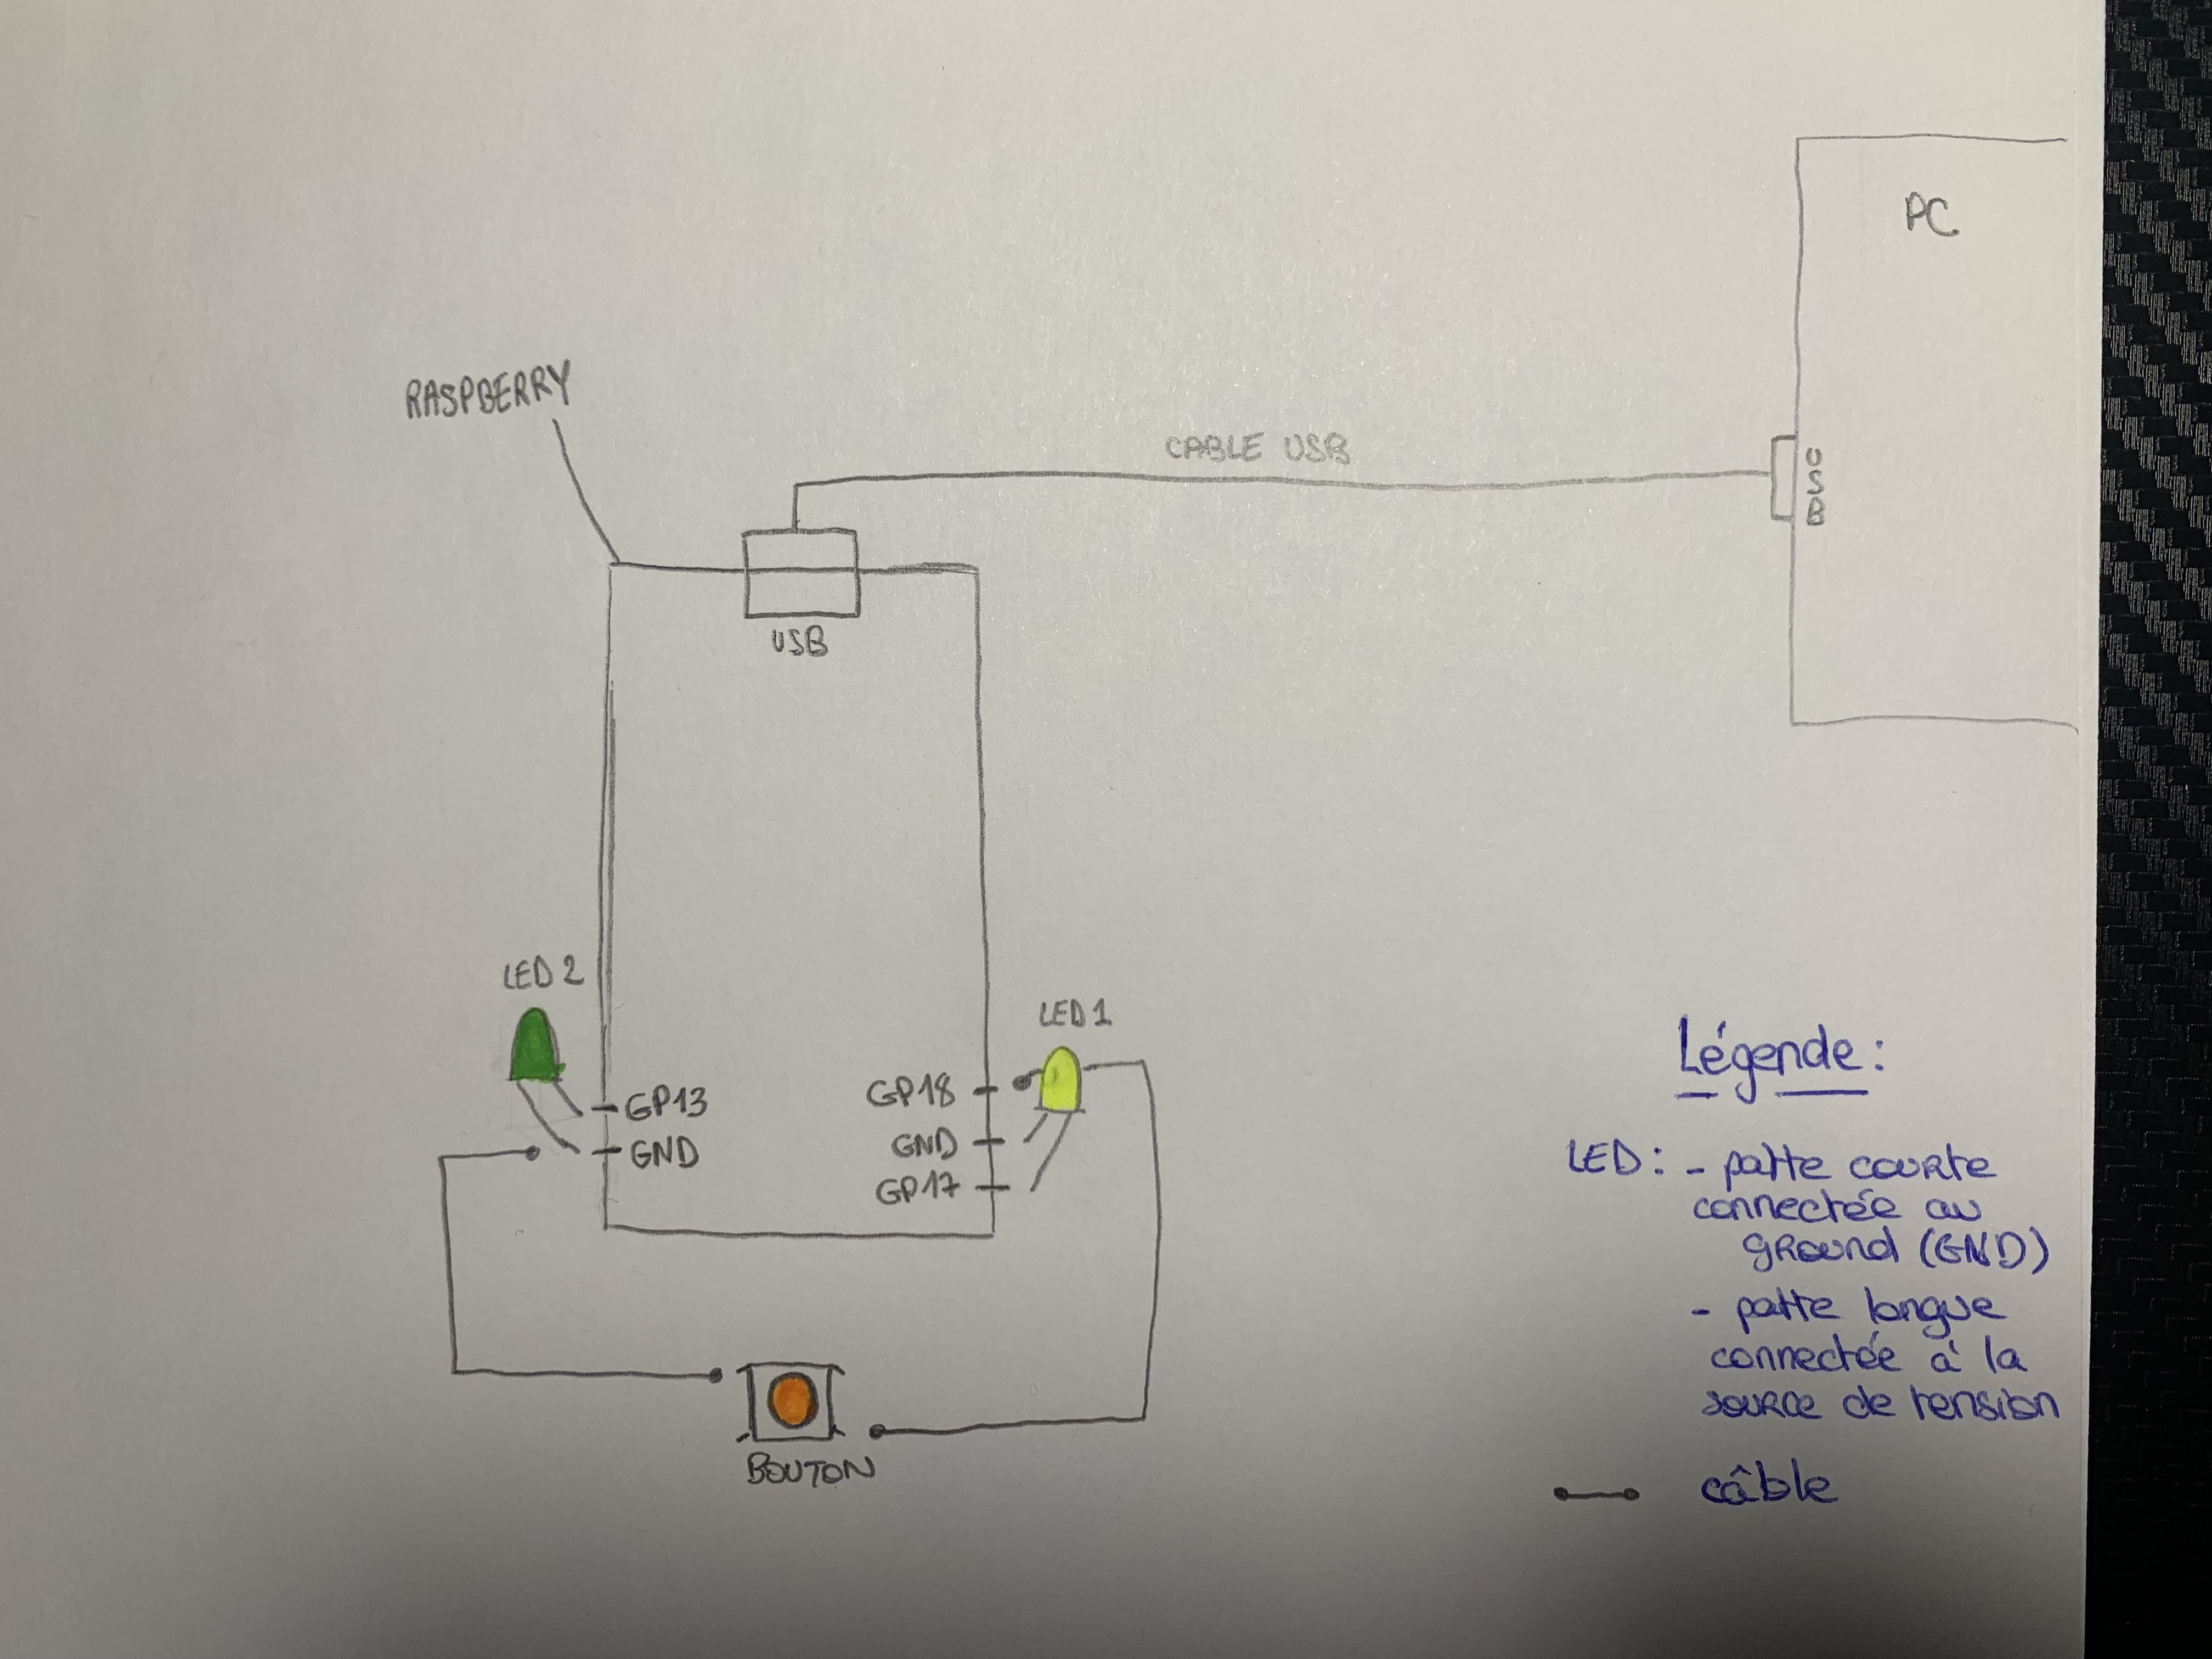 PC
RASPBERRY
CABLE USB
USB
USB
LED 2
LED 1
GP13
GND
GP18
GND
GP17
BOUTON
Légende :
LED : - patte courte
connectée au
ground (GND)
- patte longue
connectée à la
source de tension
câble